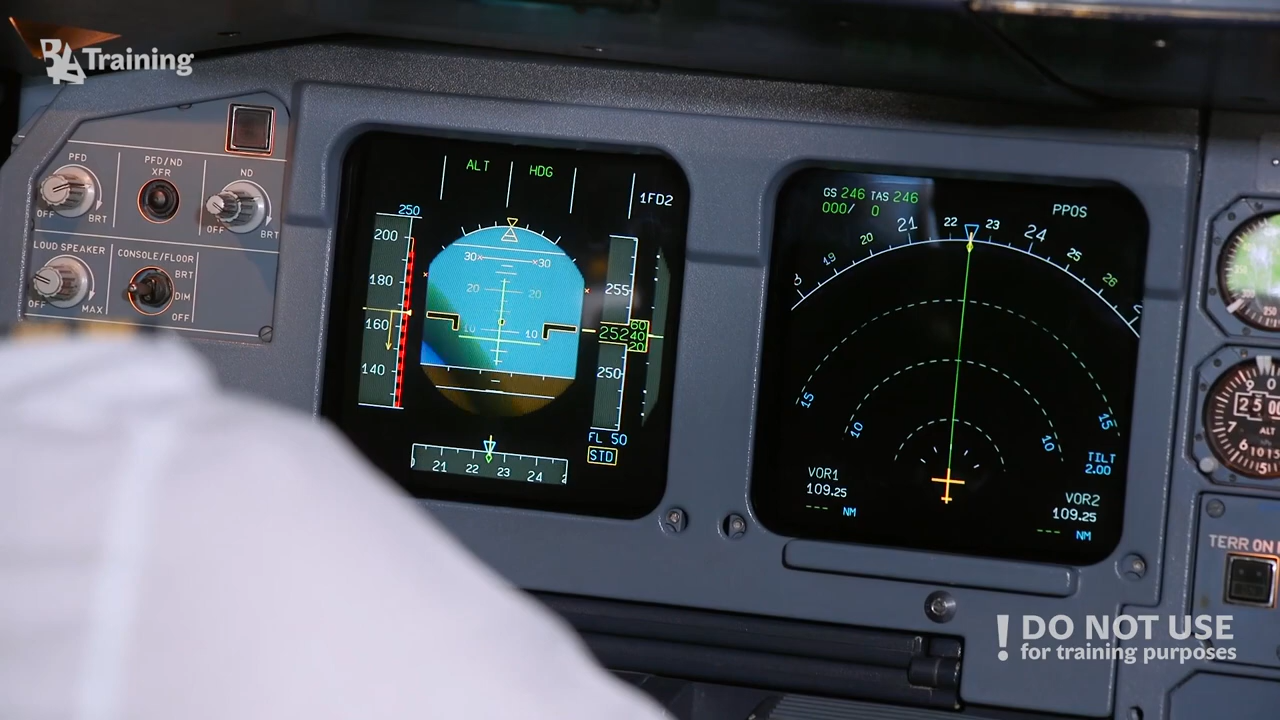 BAA Training
PFD
PFD/ND
XFR
ND
OFF
BRT
OFF
BRT
LOUD SPEAKER
CONSOLE/FLOOR
BRT
DIM
OFF
OFF
MAX
ALT
HDG
1FD2
250
200
180
160
140
30
30
20
20
10
10
255
252
60
40
20
250
FL 50
STD
21
22
23
24
GS 246 TAS 246
000/ 0
PPOS
19
20
21
22
23
24
25
26
15
10
10
15
TILT
2.00
VOR1
109.25
--- NM
VOR2
109.25
--- NM
ALT
TERR ON
! DO NOT USE
for training purposes